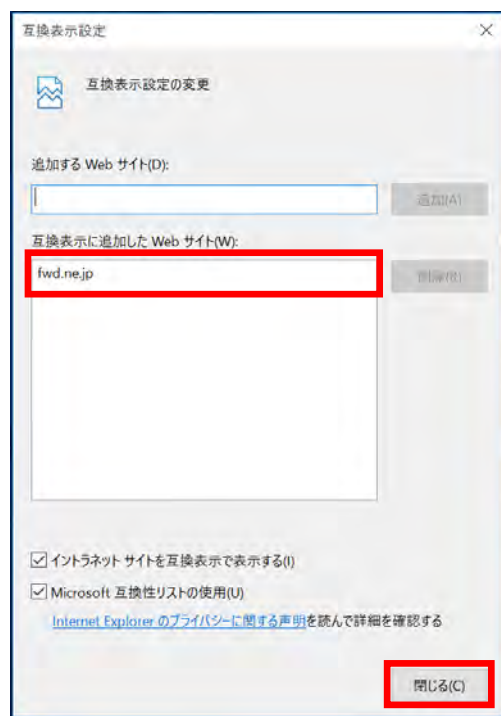 互換表示設定
互換表示設定の変更
追加する Web サイト(D):
追加(A)
互換表示に追加した Web サイト(W):
fwd.ne.jp
削除(R)
イントラネット サイトを互換表示で表示する(I)
Microsoft 互換性リストの使用(U)
Internet Explorer のプライバシーに関する声明を読んで詳細を確認する
閉じる(C)